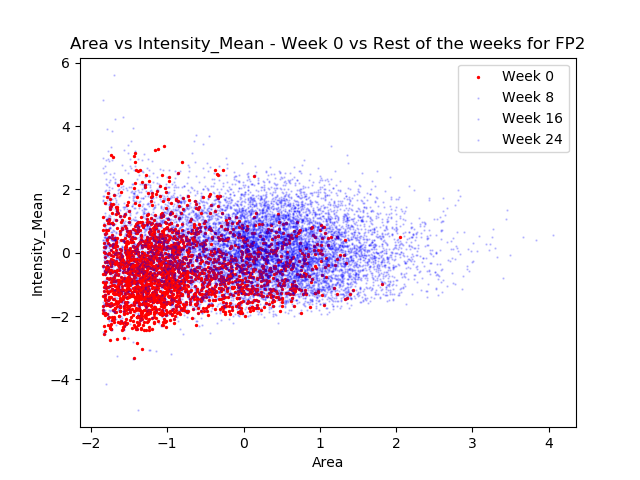 Area vs Intensity_Mean - Week 0 vs Rest of the weeks for FP2
Week 0
Week 8
Week 16
Week 24
6
4
2
0
−2
−4
Intensity_Mean
−2
−1
0
1
2
3
4
Area